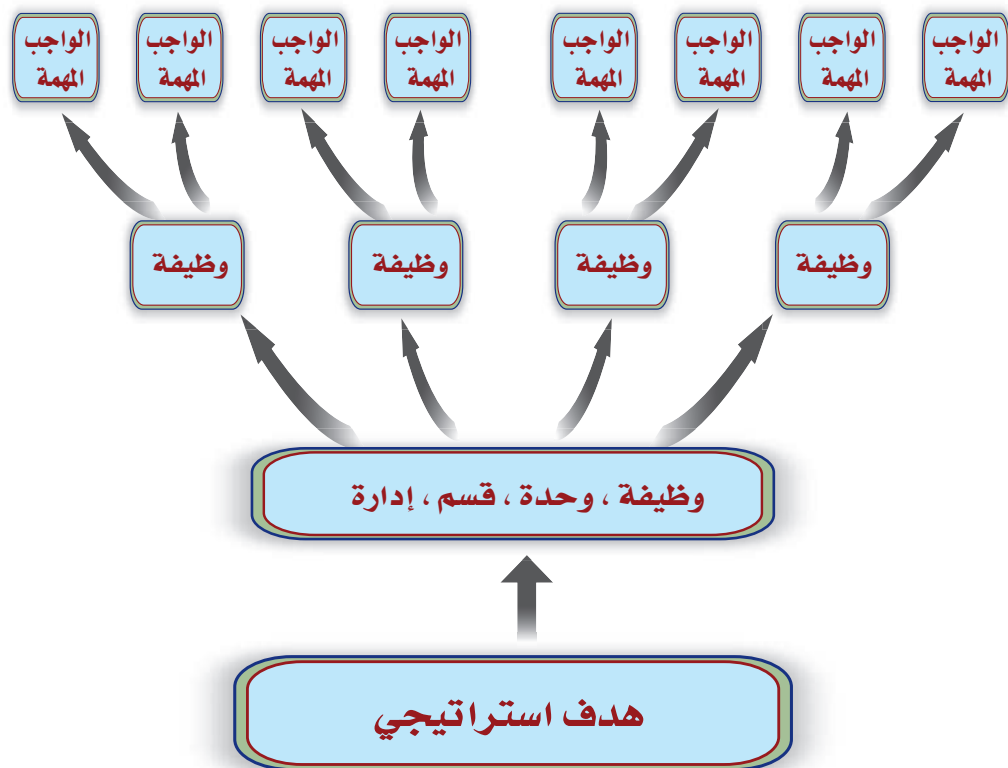 الواجب
المهمة
الواجب
المهمة
الواجب
المهمة
الواجب
المهمة
الواجب
المهمة
الواجب
المهمة
الواجب
المهمة
الواجب
المهمة
وظيفة
وظيفة
وظيفة
وظيفة
وظيفة ، وحدة ، قسم ، إدارة
هدف استراتيجي